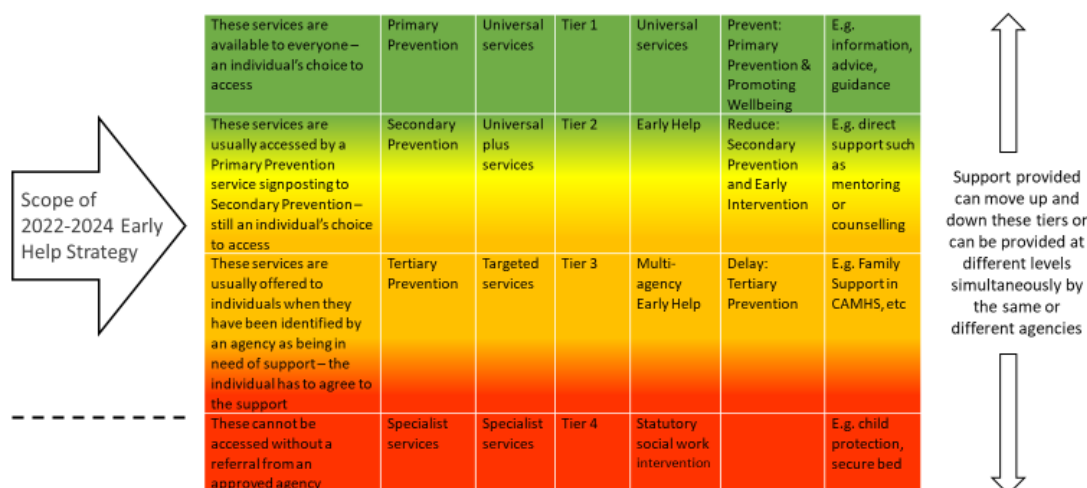 These services are
available to everyone –
an individual's choice to
access
Primary
Prevention
Universal
services
Tier 1
Universal
services
Prevent:
Primary
Prevention &
Promoting
Wellbeing
E.g.
information,
advice,
guidance
These services are
usually accessed by a
Primary Prevention
service signposting to
Secondary Prevention –
still an individual's choice
to access
Secondary
Prevention
Universal
plus
services
Tier 2
Early Help
Reduce:
Secondary
Prevention
and Early
Intervention
E.g. direct
support such
as
mentoring
or
counselling
Scope of
2022-2024 Early
Help Strategy
These services are
usually offered to
individuals when they
have been identified by
an agency as being in
need of support – the
individual has to agree to
the support
Tertiary
Prevention
Targeted
services
Tier 3
Multi-
agency
Early Help
Delay:
Tertiary
Prevention
E.g. Family
Support in
CAMHS, etc
These cannot be
accessed without a
referral from an
approved agency
Specialist
services
Specialist
services
Tier 4
Statutory
social work
intervention
E.g. child
protection,
secure bed
Support provided
can move up and
down these tiers or
can be provided at
different levels
simultaneously by
the same or
different agencies